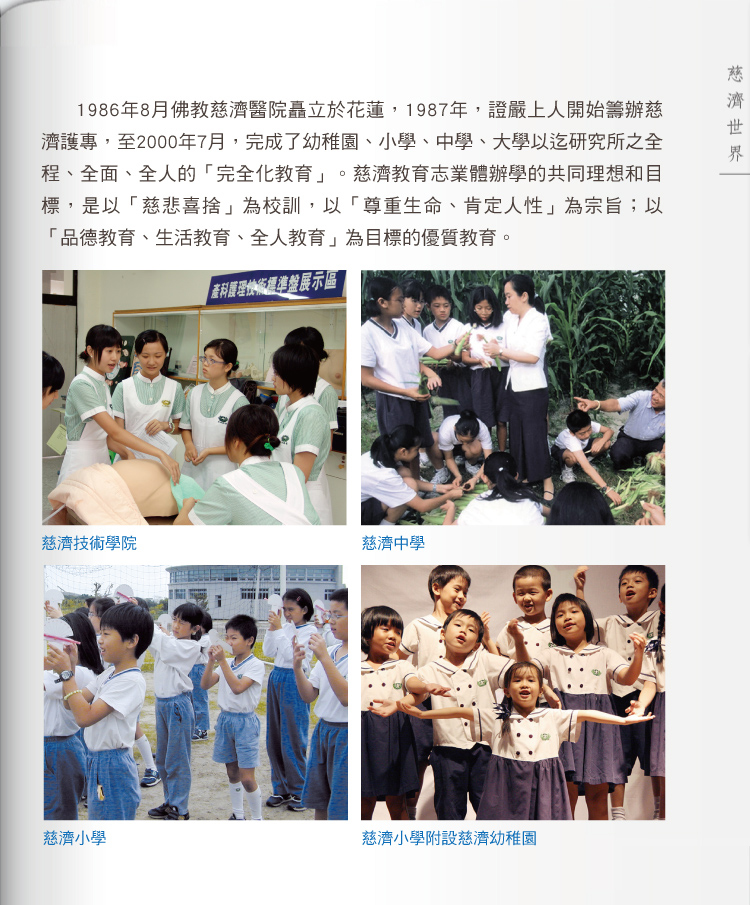 慈濟世界
1986年8月佛教慈濟醫院矗立於花蓮，1987年，證嚴上人開始籌辦慈
濟護專，至2000年7月，完成了幼稚園、小學、中學、大學以迄研究所之全
程、全面、全人的「完全化教育」。慈濟教育志業體辦學的共同理想和目
標，是以「慈悲喜捨」為校訓，以「尊重生命、肯定人性」為宗旨；以
「品德教育、生活教育、全人教育」為目標的優質教育。
產科護理技術標準盤展示區
慈濟技術學院
慈濟中學
慈濟小學
慈濟小學附設慈濟幼稚園